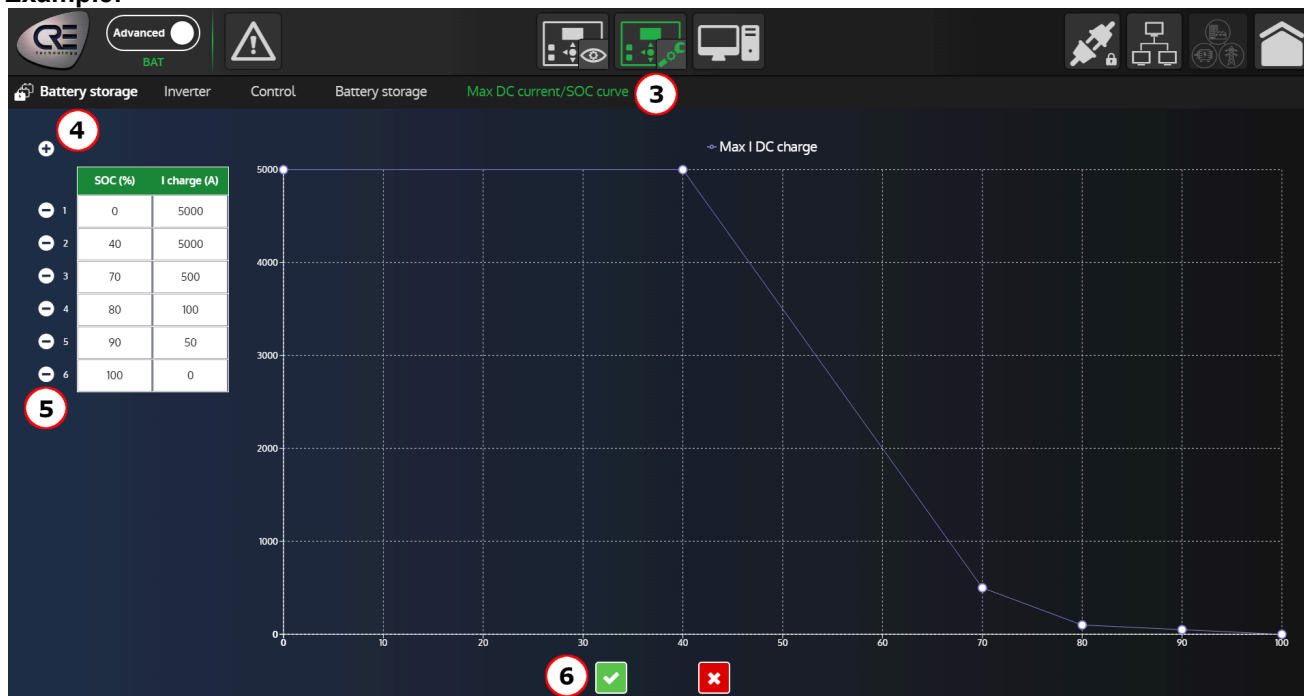 Example:
CRE
technology
Advanced
BAT
Battery storage Inverter Control Battery storage Max DC current/SOC curve 3
4
Max I DC charge
SOC (%) I charge (A)
1 0 5000
2 40 5000
3 70 500
4 80 100
5 90 50
6 100 0
5
5000
4000
3000
2000
1000
0
0 10 20 30 40 50 60 70 80 90 100
6